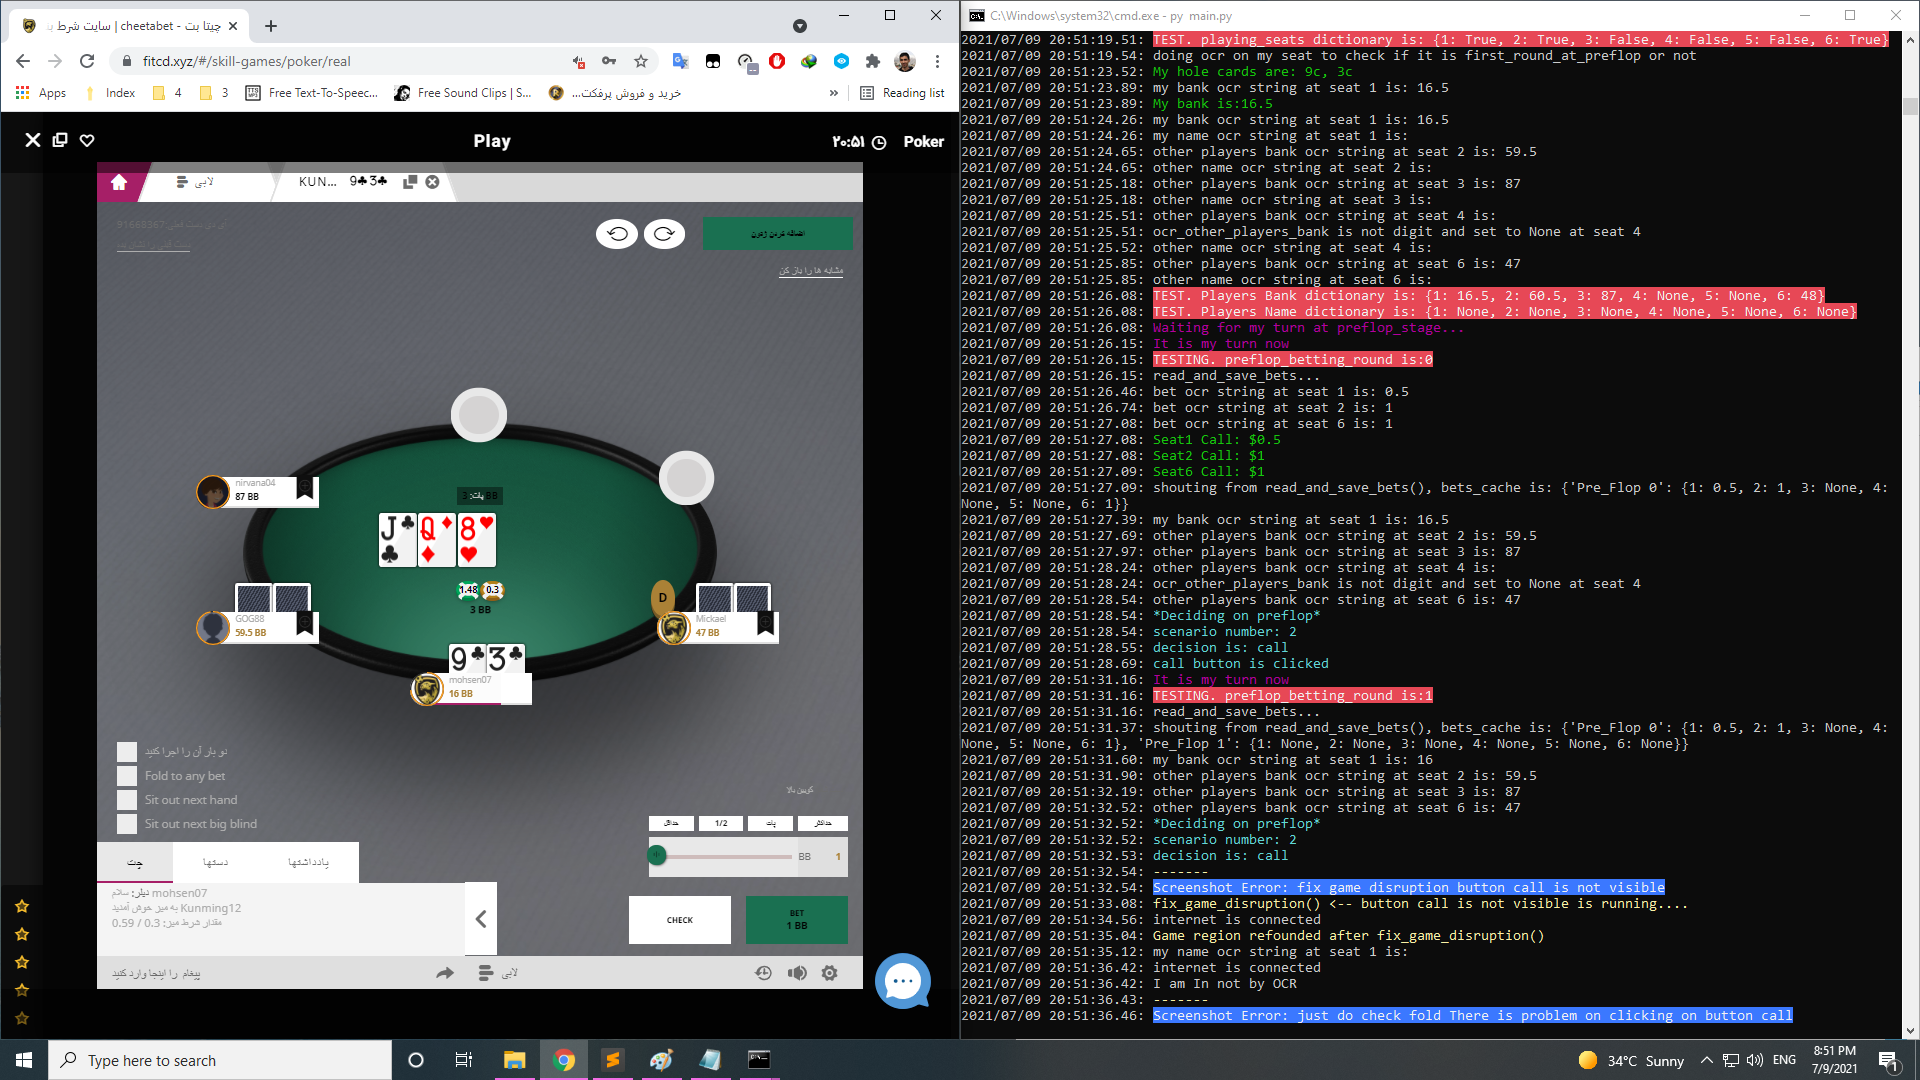 چیتا بت - cheetabet | سایت شرط ب
C:\Windows\system32\cmd.exe - py  main.py
fitcd.xyz/#/skill-games/poker/real
Apps
Index
4
3
Free Text-To-Speec...
Free Sound Clips | S...
خرید و فروش پرفکت...
»
Reading list
Play
۲۰:۵۱
Poker
لابی
KUN... 9♣3♣
اضافه کردن ژتون
مشابه ها را باز کن
nirvana04
87 BB
پات: 3 BB
J♣ Q♦ 8♥
1.48 0.3
3 BB
GOG88
59.5 BB
D
Mickael
47 BB
9♣ 3♣
mohsen07
16 BB
دو بار آن را اجرا کنید
Fold to any bet
Sit out next hand
Sit out next big blind
کوپین بالا
حداقل
1/2
پات
حداکثر
BB 1
چت
دستها
یادداشتها
دیلر: سلام mohsen07
به میز خوش آمدید Kunming12
مقدار شرط میز: 0.3 / 0.59
CHECK
BET
1 BB
پیغام را اینجا وارد کنید
لابی
2021/07/09 20:51:19.51: TEST. playing_seats dictionary is: {1: True, 2: True, 3: False, 4: False, 5: False, 6: True}
2021/07/09 20:51:19.54: doing ocr on my seat to check if it is first_round_at_preflop or not
2021/07/09 20:51:23.52: My hole cards are: 9c, 3c
2021/07/09 20:51:23.89: my bank ocr string at seat 1 is: 16.5
2021/07/09 20:51:23.89: My bank is:16.5
2021/07/09 20:51:24.26: my bank ocr string at seat 1 is: 16.5
2021/07/09 20:51:24.26: my name ocr string at seat 1 is:
2021/07/09 20:51:24.65: other players bank ocr string at seat 2 is: 59.5
2021/07/09 20:51:24.65: other name ocr string at seat 2 is:
2021/07/09 20:51:25.18: other players bank ocr string at seat 3 is: 87
2021/07/09 20:51:25.18: other name ocr string at seat 3 is:
2021/07/09 20:51:25.51: other players bank ocr string at seat 4 is:
2021/07/09 20:51:25.51: ocr_other_players_bank is not digit and set to None at seat 4
2021/07/09 20:51:25.52: other name ocr string at seat 4 is:
2021/07/09 20:51:25.85: other players bank ocr string at seat 6 is: 47
2021/07/09 20:51:25.85: other name ocr string at seat 6 is:
2021/07/09 20:51:26.08: TEST. Players Bank dictionary is: {1: 16.5, 2: 60.5, 3: 87, 4: None, 5: None, 6: 48}
2021/07/09 20:51:26.08: TEST. Players Name dictionary is: {1: None, 2: None, 3: None, 4: None, 5: None, 6: None}
2021/07/09 20:51:26.08: Waiting for my turn at preflop_stage...
2021/07/09 20:51:26.15: It is my turn now
2021/07/09 20:51:26.15: TESTING. preflop_betting_round is:0
2021/07/09 20:51:26.15: read_and_save_bets...
2021/07/09 20:51:26.46: bet ocr string at seat 1 is: 0.5
2021/07/09 20:51:26.74: bet ocr string at seat 2 is: 1
2021/07/09 20:51:27.08: bet ocr string at seat 6 is: 1
2021/07/09 20:51:27.08: Seat1 Call: $0.5
2021/07/09 20:51:27.08: Seat2 Call: $1
2021/07/09 20:51:27.09: Seat6 Call: $1
2021/07/09 20:51:27.09: shouting from read_and_save_bets(), bets_cache is: {'Pre_Flop 0': {1: 0.5, 2: 1, 3: None, 4:
None, 5: None, 6: 1}}
2021/07/09 20:51:27.39: my bank ocr string at seat 1 is: 16.5
2021/07/09 20:51:27.69: other players bank ocr string at seat 2 is: 59.5
2021/07/09 20:51:27.97: other players bank ocr string at seat 3 is: 87
2021/07/09 20:51:28.24: other players bank ocr string at seat 4 is:
2021/07/09 20:51:28.24: ocr_other_players_bank is not digit and set to None at seat 4
2021/07/09 20:51:28.54: other players bank ocr string at seat 6 is: 47
2021/07/09 20:51:28.54: *Deciding on preflop*
2021/07/09 20:51:28.54: scenario number: 2
2021/07/09 20:51:28.55: decision is: call
2021/07/09 20:51:28.69: call button is clicked
2021/07/09 20:51:31.16: It is my turn now
2021/07/09 20:51:31.16: TESTING. preflop_betting_round is:1
2021/07/09 20:51:31.16: read_and_save_bets...
2021/07/09 20:51:31.37: shouting from read_and_save_bets(), bets_cache is: {'Pre_Flop 0': {1: 0.5, 2: 1, 3: None, 4:
None, 5: None, 6: 1}, 'Pre_Flop 1': {1: None, 2: None, 3: None, 4: None, 5: None, 6: None}}
2021/07/09 20:51:31.60: my bank ocr string at seat 1 is: 16
2021/07/09 20:51:31.90: other players bank ocr string at seat 2 is: 59.5
2021/07/09 20:51:32.19: other players bank ocr string at seat 3 is: 87
2021/07/09 20:51:32.52: other players bank ocr string at seat 6 is: 47
2021/07/09 20:51:32.52: *Deciding on preflop*
2021/07/09 20:51:32.52: scenario number: 2
2021/07/09 20:51:32.53: decision is: call
2021/07/09 20:51:32.54: -------
2021/07/09 20:51:32.54: Screenshot Error: fix game disruption button call is not visible
2021/07/09 20:51:33.08: fix_game_disruption() <-- button call is not visible is running....
2021/07/09 20:51:34.56: internet is connected
2021/07/09 20:51:35.04: Game region refounded after fix_game_disruption()
2021/07/09 20:51:35.12: my name ocr string at seat 1 is:
2021/07/09 20:51:36.42: internet is connected
2021/07/09 20:51:36.42: I am In not by OCR
2021/07/09 20:51:36.43: -------
2021/07/09 20:51:36.46: Screenshot Error: just do check fold There is problem on clicking on button call
Type here to search
34°C Sunny
ENG
8:51 PM
7/9/2021
1